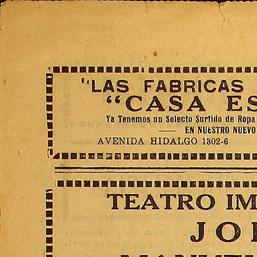 "LAS FABRICAS
"CASA ES
Ya Tenemos un Selecto Surtido de Ropa
EN NUESTRO NUEVO
AVENIDA HIDALGO 1302-6
TEATRO IM
JO